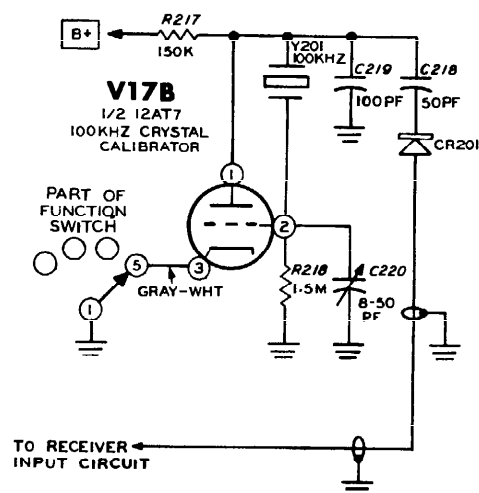 B+
R217
150K
Y201
100KHZ
C219
100PF
C218
50PF
CR201
V17B
1/2 12AT7
100KHZ CRYSTAL
CALIBRATOR
1
2
3
PART OF
FUNCTION
SWITCH
5
1
GRAY-WHT
R218
1.5M
C220
8-50
PF
TO RECEIVER
INPUT CIRCUIT